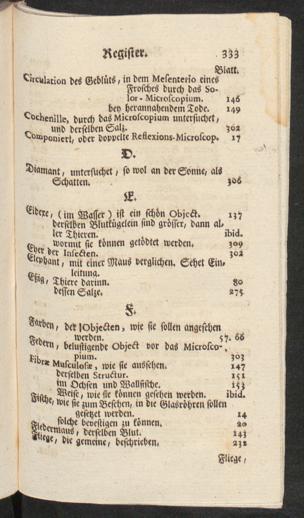 Register. 333
Blatt.
Circulation des Geblüts, in dem Mesenterio eines
Frosches durch das So-
lor- Microscopium. 146
bey herannahendem Tode. 149
Cochenille, durch das Microscopium untersuchet,
und derselben Salz. 302
Componiert, oder doppelte Reflexions-Microscop. 17
D.
Diamant, untersuchet, so wol an der Sonne, als
Schatten. 306
E.
Eidexe, (im Wasser) ist ein schön Object. 137
derselben Blutkügelein sind grösser, dann al-
ler Thieren. ibid.
wormit sie können getödtet werden. 309
Eyer der Insecten. 302
Elephant, mit einer Maus verglichen. Sehet Ein-
leitung.
Eßig, Thiere darinn. 80
dessen Salze. 275
F.
Farben, der Objecten, wie sie sollen angesehen
werden. 57. 66
Federn, belustigende Object vor das Microsco-
pium. 303
Fibræ Musculosæ, wie aussehen. 147
derselben Structur. 151
im Ochsen und Wallfische. 153
Weise, wie sie können gesehen werden. ibid.
Fische, wie zum Besehen, in die Glasröhren sollen
gesetzt werden. 14
solche bevestigen zu können. 20
Fledermaus, derselben Blut. 143
Fliege, die gemeine, beschrieben. 232
Fliege,